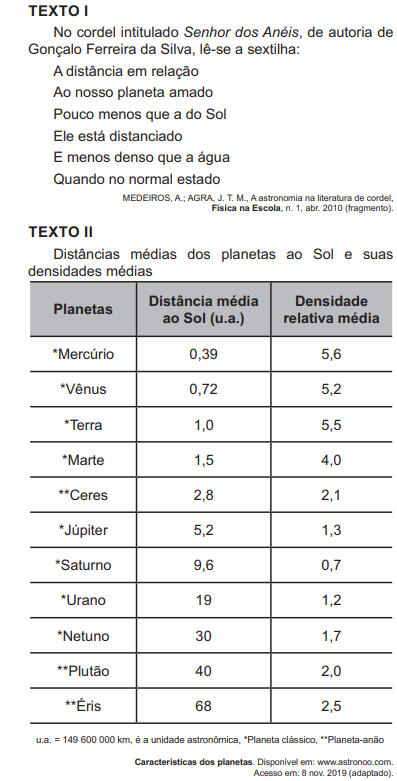 TEXTO I
No cordel intitulado Senhor dos Anéis, de autoria de
Gonçalo Ferreira da Silva, lê-se a sextilha:
A distância em relação
Ao nosso planeta amado
Pouco menos que a do Sol
Ele está distanciado
E menos denso que a água
Quando no normal estado
MEDEIROS, A.; AGRA, J. T. M., A astronomia na literatura de cordel,
Física na Escola, n. 1, abr. 2010 (fragmento).
TEXTO II
Distâncias médias dos planetas ao Sol e suas
densidades médias
Planetas Distância média ao Sol (u.a.) Densidade relativa média
*Mercúrio 0,39 5,6
*Vênus 0,72 5,2
*Terra 1,0 5,5
*Marte 1,5 4,0
**Ceres 2,8 2,1
*Júpiter 5,2 1,3
*Saturno 9,6 0,7
*Urano 19 1,2
*Netuno 30 1,7
**Plutão 40 2,0
**Éris 68 2,5
u.a. = 149 600 000 km, é a unidade astronômica, *Planeta clássico, **Planeta-anão
Características dos planetas. Disponível em: www.astronoo.com.
Acesso em: 8 nov. 2019 (adaptado).